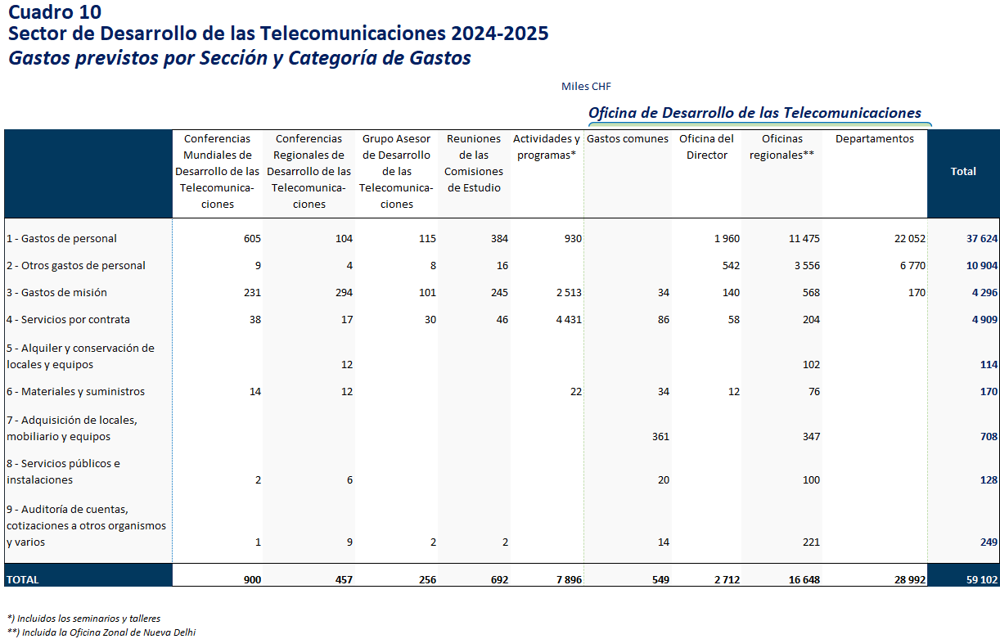 Cuadro 10
Sector de Desarrollo de las Telecomunicaciones 2024-2025
Gastos previstos por Sección y Categoría de Gastos
Miles CHF
Oficina de Desarrollo de las Telecomunicaciones
Conferencias Mundiales de Desarrollo de las Telecomunica-ciones Conferencias Regionales de Desarrollo de las Telecomunica-ciones Grupo Asesor de Desarrollo de las Telecomunica-ciones Reuniones de las Comisiones de Estudio Actividades y programas* Gastos comunes Oficina del Director Oficinas regionales** Departamentos Total
1 - Gastos de personal 605 104 115 384 930 1 960 11 475 22 052 37 624
2 - Otros gastos de personal 9 4 8 16 542 3 556 6 770 10 904
3 - Gastos de misión 231 294 101 245 2 513 34 140 568 170 4 296
4 - Servicios por contrata 38 17 30 46 4 431 86 58 204 4 909
5 - Alquiler y conservación de
locales y equipos 12 102 114
6 - Materiales y suministros 14 12 22 34 12 76 170
7 - Adquisición de locales,
mobiliario y equipos 361 347 708
8 - Servicios públicos e
instalaciones 2 6 20 100 128
9 - Auditoría de cuentas,
cotizaciones a otros organismos
y varios 1 9 2 2 14 221 249
TOTAL 900 457 256 692 7 896 549 2 712 16 648 28 992 59 102
*) Incluidos los seminarios y talleres
**) Incluida la Oficina Zonal de Nueva Delhi